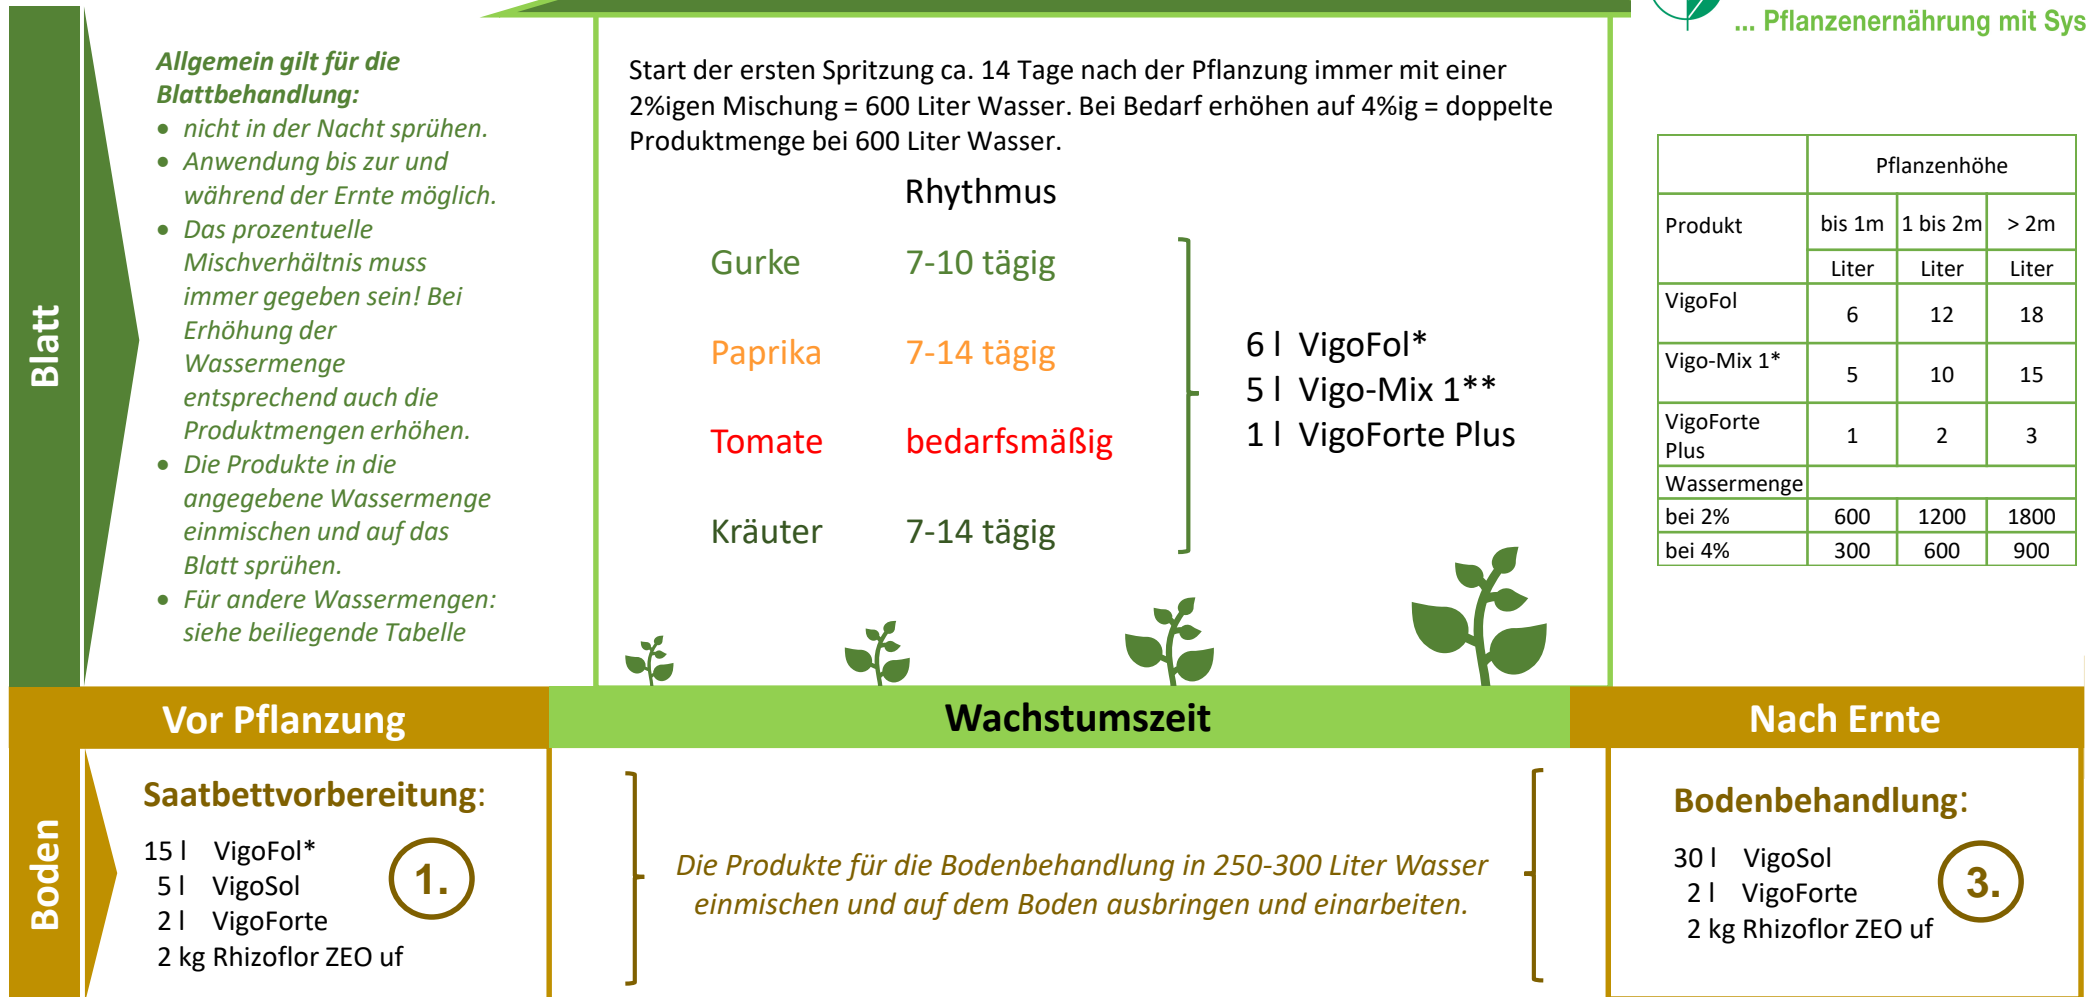 ... Pflanzenernährung mit Sys
Blatt
Allgemein gilt für die
Blattbehandlung:
• nicht in der Nacht sprühen.
• Anwendung bis zur und
während der Ernte möglich.
• Das prozentuelle
Mischverhältnis muss
immer gegeben sein! Bei
Erhöhung der
Wassermenge
entsprechend auch die
Produktmengen erhöhen.
• Die Produkte in die
angegebene Wassermenge
einmischen und auf das
Blatt sprühen.
• Für andere Wassermengen:
siehe beiliegende Tabelle
Start der ersten Spritzung ca. 14 Tage nach der Pflanzung immer mit einer
2%igen Mischung = 600 Liter Wasser. Bei Bedarf erhöhen auf 4%ig = doppelte
Produktmenge bei 600 Liter Wasser.
Rhythmus
Gurke 7-10 tägig
Paprika 7-14 tägig
Tomate bedarfsmäßig
Kräuter 7-14 tägig
6 l VigoFol*
5 l Vigo-Mix 1**
1 l VigoForte Plus
Pflanzenhöhe
Produkt bis 1m 1 bis 2m > 2m
Liter Liter Liter
VigoFol 6 12 18
Vigo-Mix 1* 5 10 15
VigoForte
Plus 1 2 3
Wassermenge
bei 2% 600 1200 1800
bei 4% 300 600 900
Vor Pflanzung Wachstumszeit Nach Ernte
Boden
Saatbettvorbereitung:
15 l VigoFol*
5 l VigoSol
2 l VigoForte
2 kg Rhizoflor ZEO uf
1.
Die Produkte für die Bodenbehandlung in 250-300 Liter Wasser
einmischen und auf dem Boden ausbringen und einarbeiten.
Bodenbehandlung:
30 l VigoSol
2 l VigoForte
2 kg Rhizoflor ZEO uf
3.